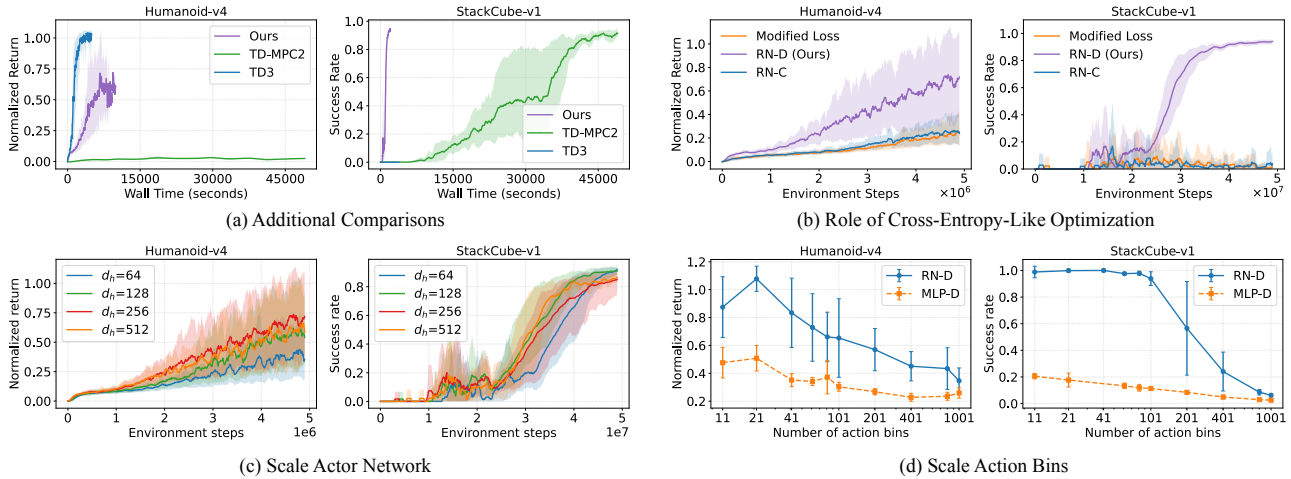 Humanoid-v4
Normalized Return
1.00
0.75
0.50
0.25
0.00
Ours
TD-MPC2
TD3
0 15000 30000 45000
Wall Time (seconds)
StackCube-v1
Success Rate
1.0
0.8
0.6
0.4
0.2
0.0
Ours
TD-MPC2
TD3
0 15000 30000 45000
Wall Time (seconds)
(a) Additional Comparisons
Humanoid-v4
Normalized Return
1.00
0.75
0.50
0.25
0.00
Modified Loss
RN-D (Ours)
RN-C
0 1 2 3 4 5
Environment Steps
×10⁶
StackCube-v1
Success Rate
1.0
0.8
0.6
0.4
0.2
0.0
Modified Loss
RN-D (Ours)
RN-C
0 1 2 3 4 5
Environment Steps
×10⁷
(b) Role of Cross-Entropy-Like Optimization
Humanoid-v4
Normalized return
1.00
0.75
0.50
0.25
0.00
dₕ=64
dₕ=128
dₕ=256
dₕ=512
0 1 2 3 4 5
Environment steps
1e6
StackCube-v1
Success rate
1.0
0.8
0.6
0.4
0.2
0.0
dₕ=64
dₕ=128
dₕ=256
dₕ=512
0 1 2 3 4 5
Environment steps
1e7
(c) Scale Actor Network
Humanoid-v4
Normalized return
1.2
1.0
0.8
0.6
0.4
0.2
RN-D
MLP-D
11 21 41 101 201 401 1001
Number of action bins
StackCube-v1
Success rate
1.0
0.8
0.6
0.4
0.2
0.0
RN-D
MLP-D
11 21 41 101 201 401 1001
Number of action bins
(d) Scale Action Bins